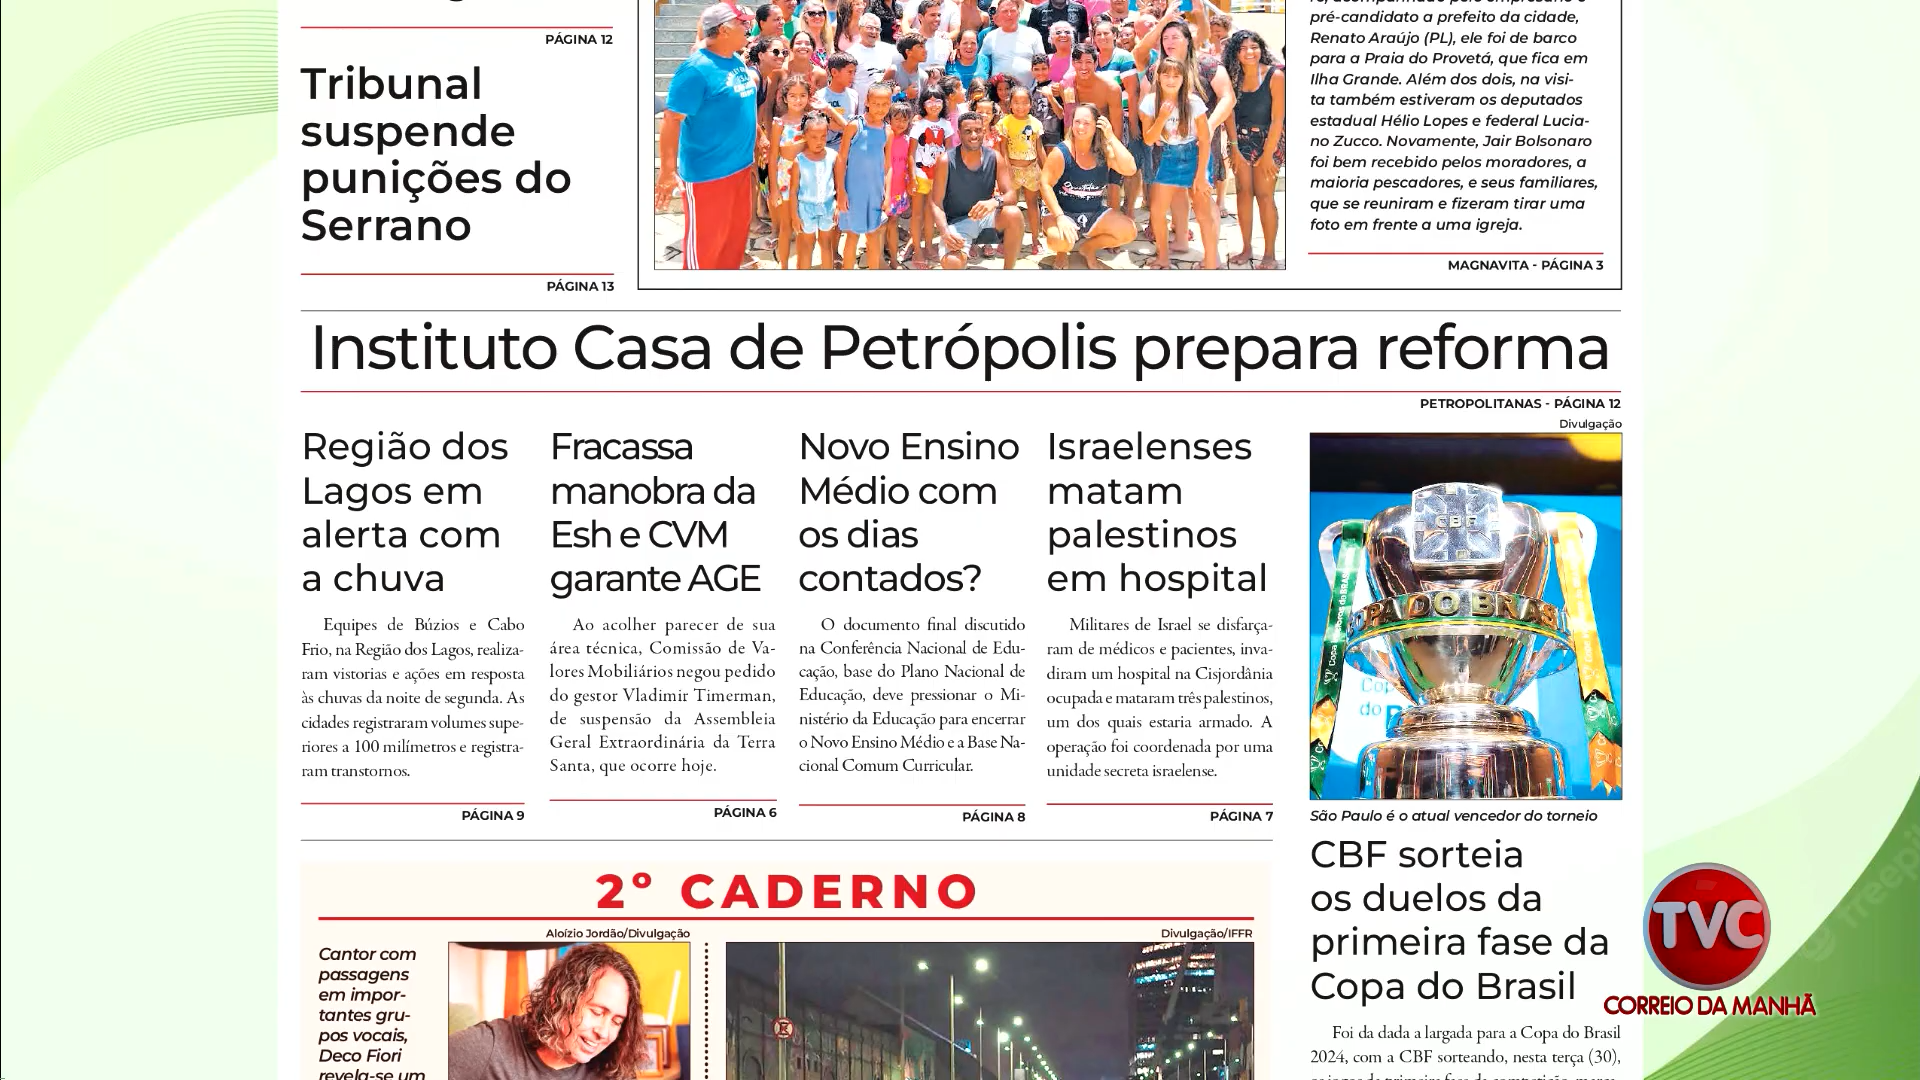 PÁGINA 12
Tribunal
suspende
punições do
Serrano
PÁGINA 13
pré-candidato a prefeito da cidade,
Renato Araújo (PL), ele foi de barco
para a Praia do Provetá, que fica em
Ilha Grande. Além dos dois, na visi-
ta também estiveram os deputados
estadual Hélio Lopes e federal Lucia-
no Zucco. Novamente, Jair Bolsonaro
foi bem recebido pelos moradores, a
maioria pescadores, e seus familiares,
que se reuniram e fizeram tirar uma
foto em frente a uma igreja.
MAGNAVITA - PÁGINA 3
Instituto Casa de Petrópolis prepara reforma
PETROPOLITANAS - PÁGINA 12
Região dos
Lagos em
alerta com
a chuva
Equipes de Búzios e Cabo
Frio, na Região dos Lagos, realiza-
ram vistorias e ações em resposta
às chuvas da noite de segunda. As
cidades registraram volumes supe-
riores a 100 milímetros e registra-
ram transtornos.
PÁGINA 9
Fracassa
manobra da
Esh e CVM
garante AGE
Ao acolher parecer de sua
área técnica, Comissão de Va-
lores Mobiliários negou pedido
do gestor Vladimir Timerman,
de suspensão da Assembleia
Geral Extraordinária da Terra
Santa, que ocorre hoje.
PÁGINA 6
Novo Ensino
Médio com
os dias
contados?
O documento final discutido
na Conferência Nacional de Edu-
cação, base do Plano Nacional de
Educação, deve pressionar o Mi-
nistério da Educação para encerrar
o Novo Ensino Médio e a Base Na-
cional Comum Curricular.
PÁGINA 8
Israelenses
matam
palestinos
em hospital
Militares de Israel se disfarça-
ram de médicos e pacientes, inva-
diram um hospital na Cisjordânia
ocupada e mataram três palestinos,
um dos quais estaria armado. A
operação foi coordenada por uma
unidade secreta israelense.
PÁGINA 7
Divulgação
CBF
COPA DO BRASIL
São Paulo é o atual vencedor do torneio
CBF sorteia
os duelos da
primeira fase da
Copa do Brasil
Foi da dada a largada para a Copa do Brasil
2024, com a CBF sorteando, nesta terça (30),
2º CADERNO
Aloízio Jordão/Divulgação
Cantor com
passagens
em impor-
tantes gru-
pos vocais,
Deco Fiori
revela-se um
Divulgação/IFFR
TVC
CORREIO DA MANHÃ
freepik